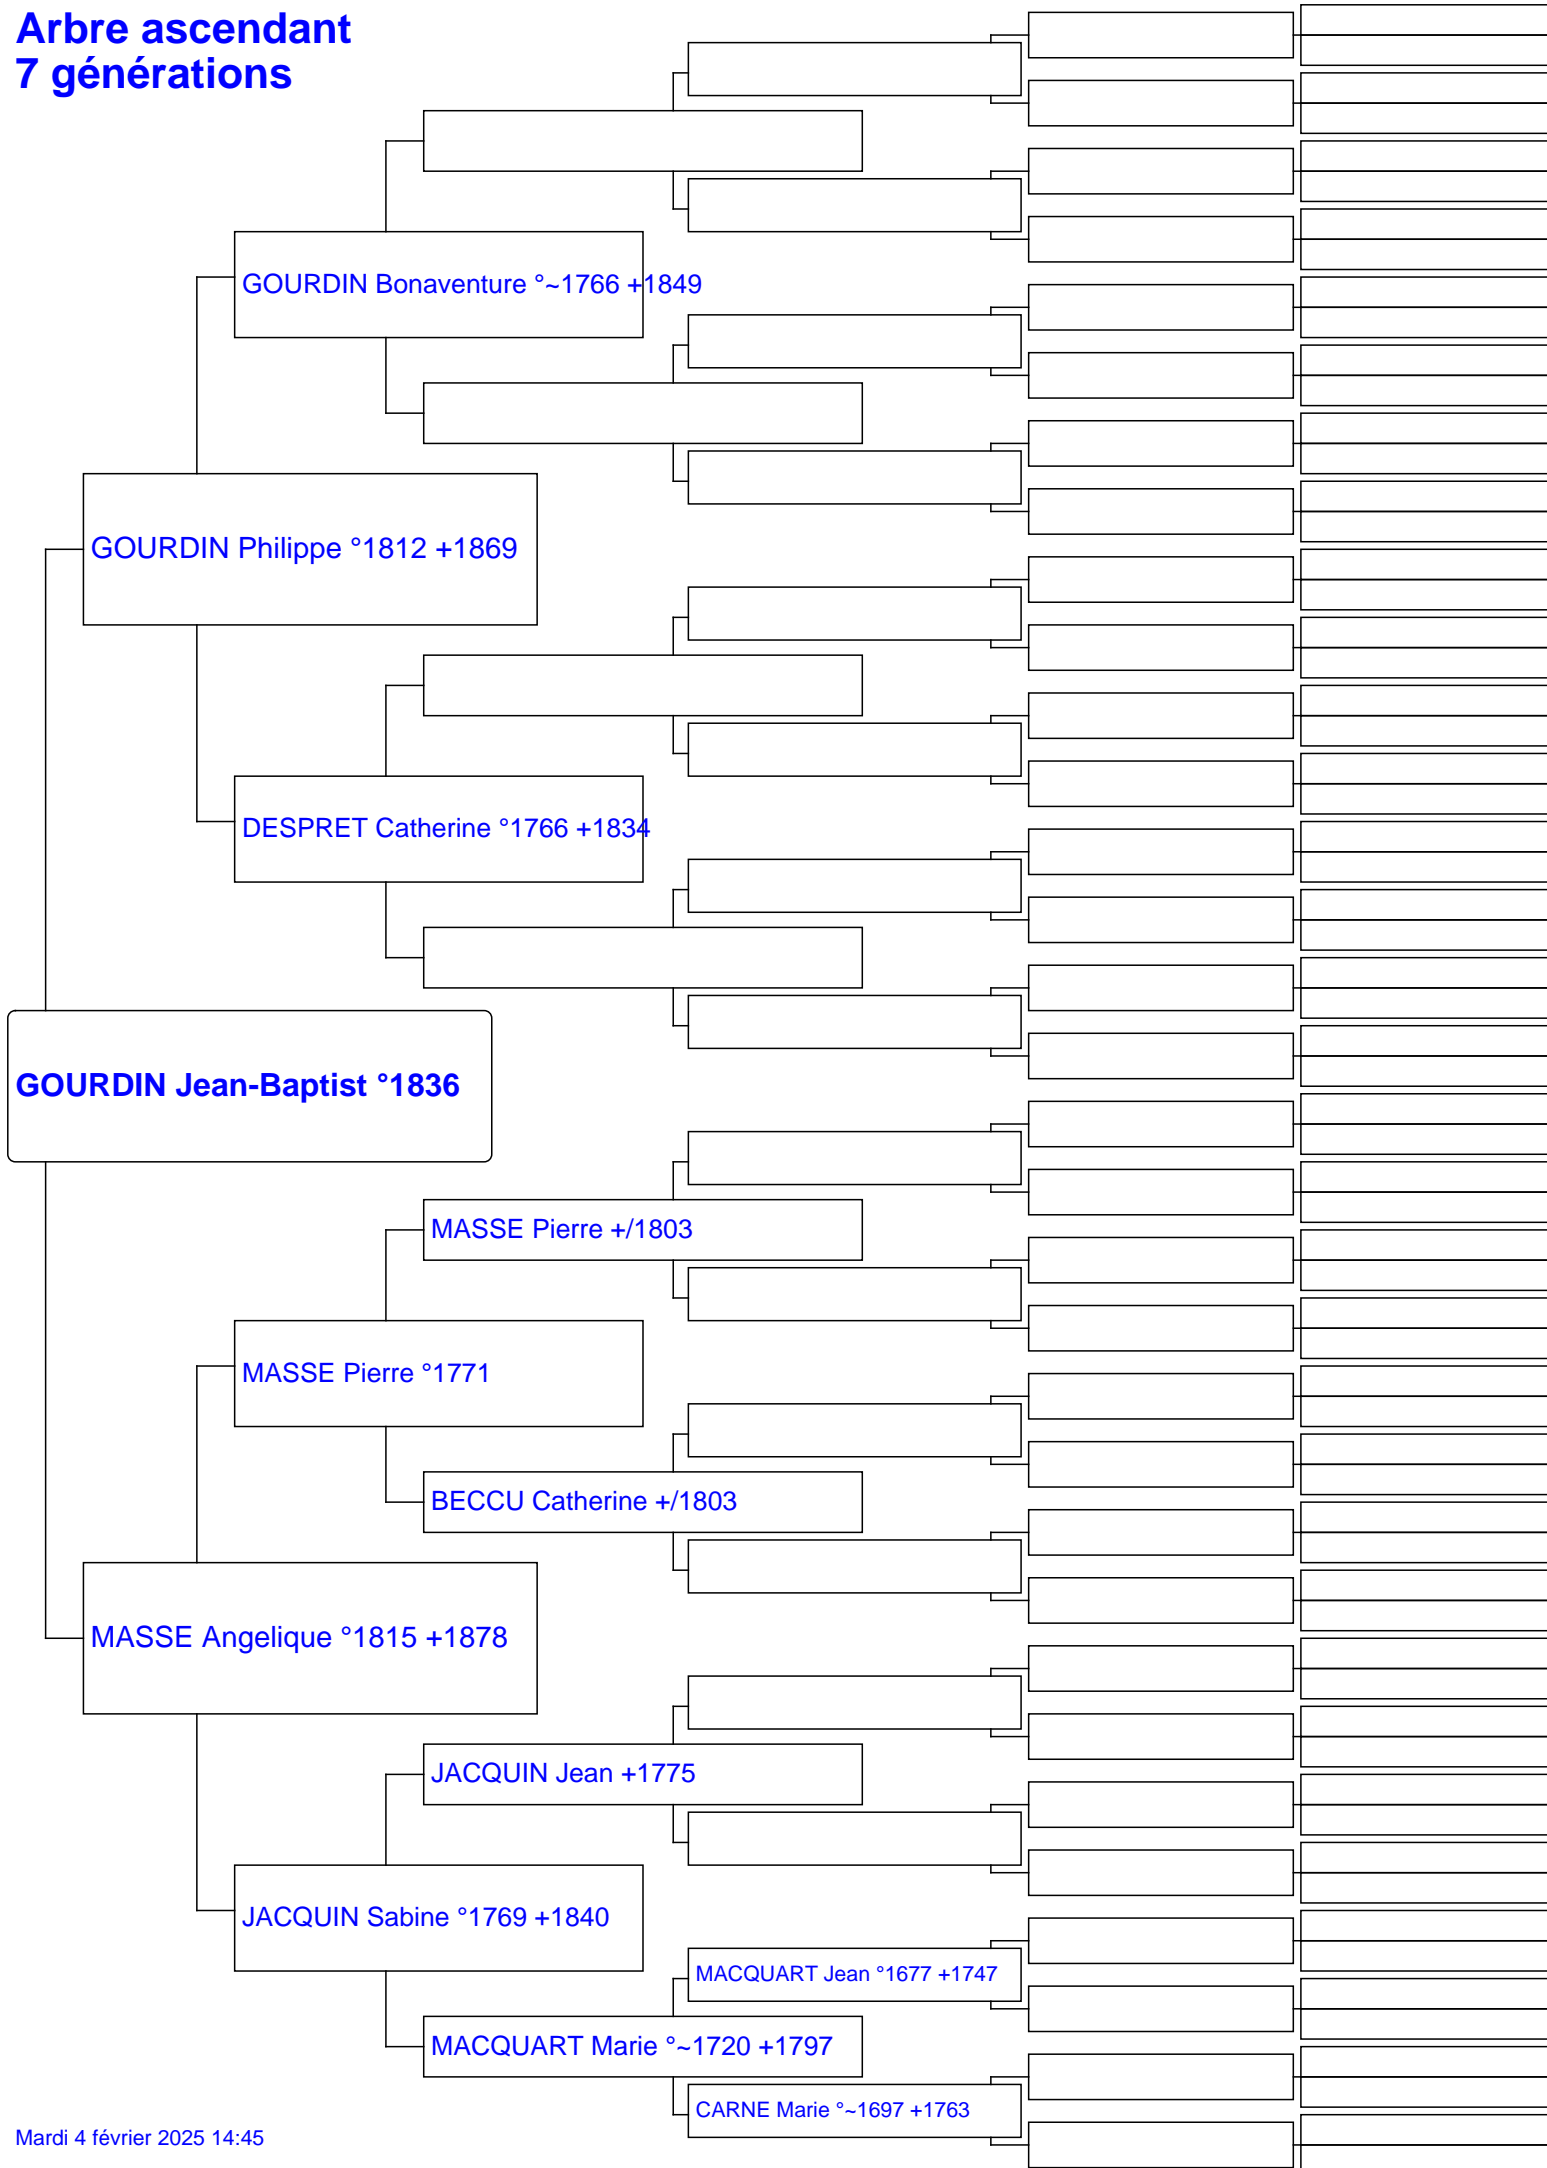 Arbre ascendant
7 générations
GOURDIN Bonaventure °~1766 +1849
GOURDIN Philippe °1812 +1869
DESPRET Catherine °1766 +1834
GOURDIN Jean-Baptist °1836
MASSE Pierre +/1803
MASSE Pierre °1771
BECCU Catherine +/1803
MASSE Angelique °1815 +1878
JACQUIN Jean +1775
JACQUIN Sabine °1769 +1840
MACQUART Jean °1677 +1747
MACQUART Marie °~1720 +1797
CARNE Marie °~1697 +1763
Mardi 4 février 2025 14:45